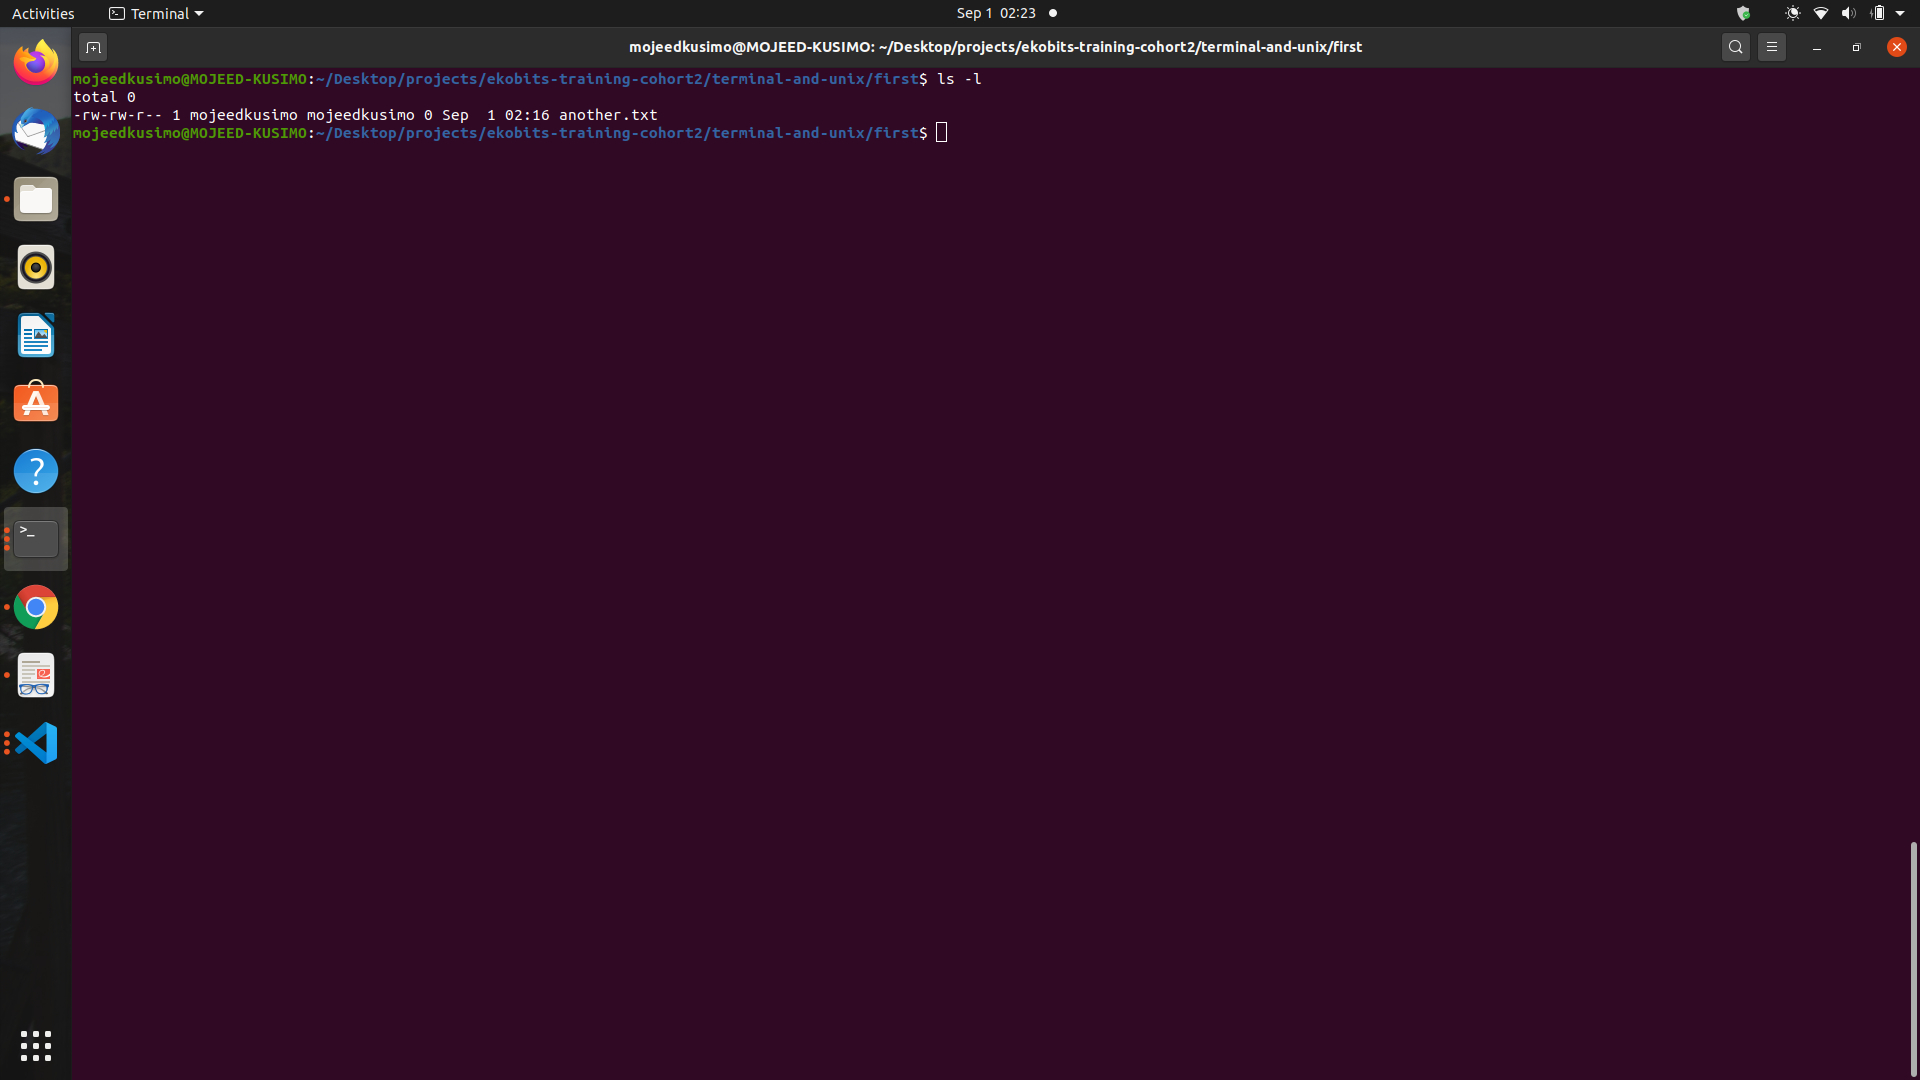 Activities
Terminal
Sep 1 02:23
mojeedkusimo@MOJEED-KUSIMO: ~/Desktop/projects/ekobits-training-cohort2/terminal-and-unix/first
mojeedkusimo@MOJEED-KUSIMO:~/Desktop/projects/ekobits-training-cohort2/terminal-and-unix/first$ ls -l
total 0
-rw-rw-r-- 1 mojeedkusimo mojeedkusimo 0 Sep  1 02:16 another.txt
mojeedkusimo@MOJEED-KUSIMO:~/Desktop/projects/ekobits-training-cohort2/terminal-and-unix/first$